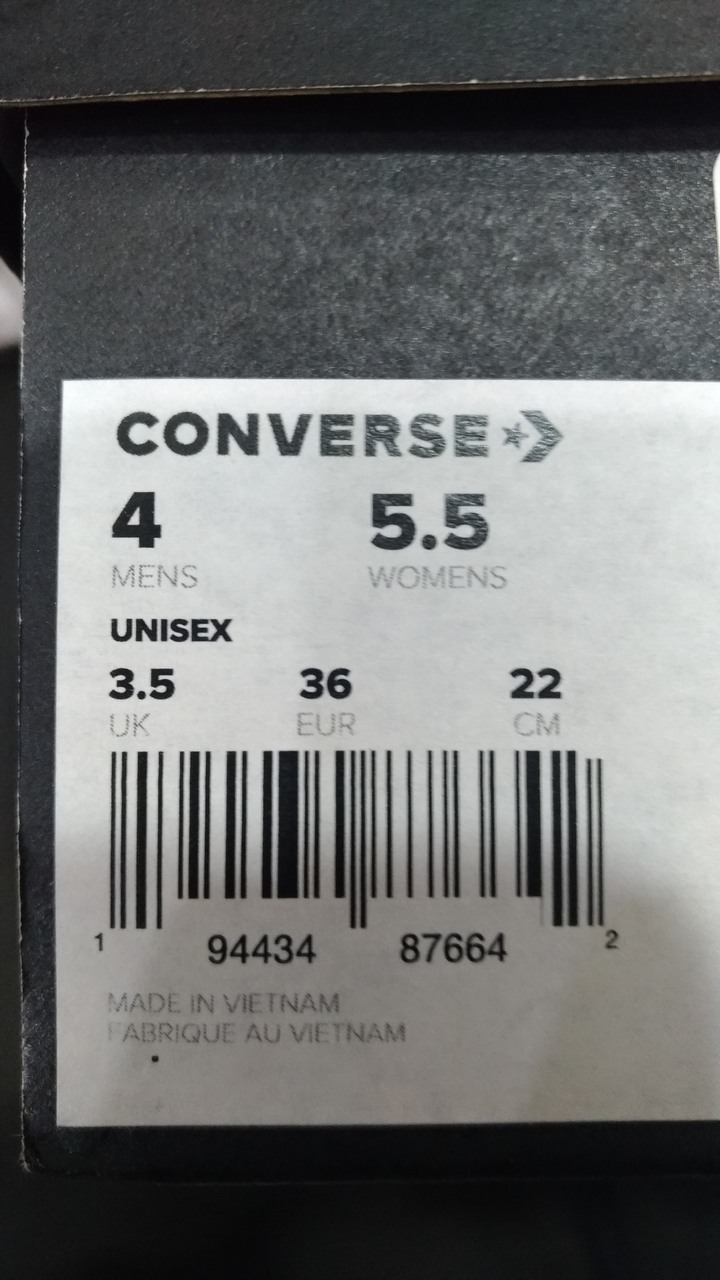 CONVERSE
4 5.5
MENS WOMENS
UNISEX
3.5 36 22
UK EUR CM
1 94434 87664 2
MADE IN VIETNAM
FABRIQUE AU VIETNAM